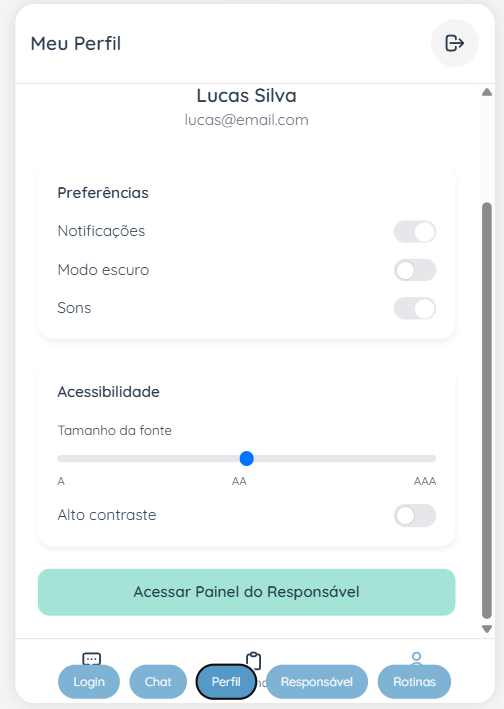 Meu Perfil
Lucas Silva
lucas@email.com
Preferências
Notificações
Modo escuro
Sons
Acessibilidade
Tamanho da fonte
A AA AAA
Alto contraste
Acessar Painel do Responsável
Login Chat Perfil Responsável Rotinas